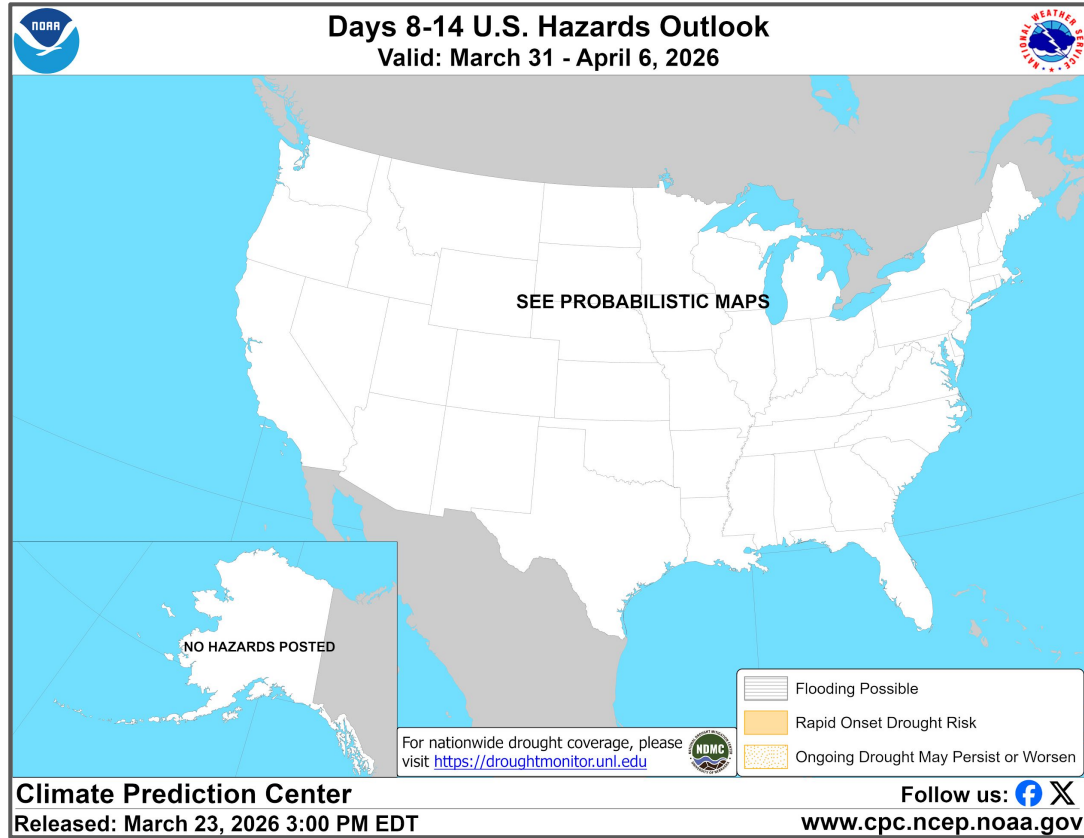 NOAA
Days 8-14 U.S. Hazards Outlook
Valid: March 31 - April 6, 2026
NATIONAL WEATHER SERVICE
SEE PROBABILISTIC MAPS
NO HAZARDS POSTED
Flooding Possible
Rapid Onset Drought Risk
Ongoing Drought May Persist or Worsen
For nationwide drought coverage, please
visit https://droughtmonitor.unl.edu
NDMC
Climate Prediction Center
Follow us:
Released: March 23, 2026 3:00 PM EDT
www.cpc.ncep.noaa.gov